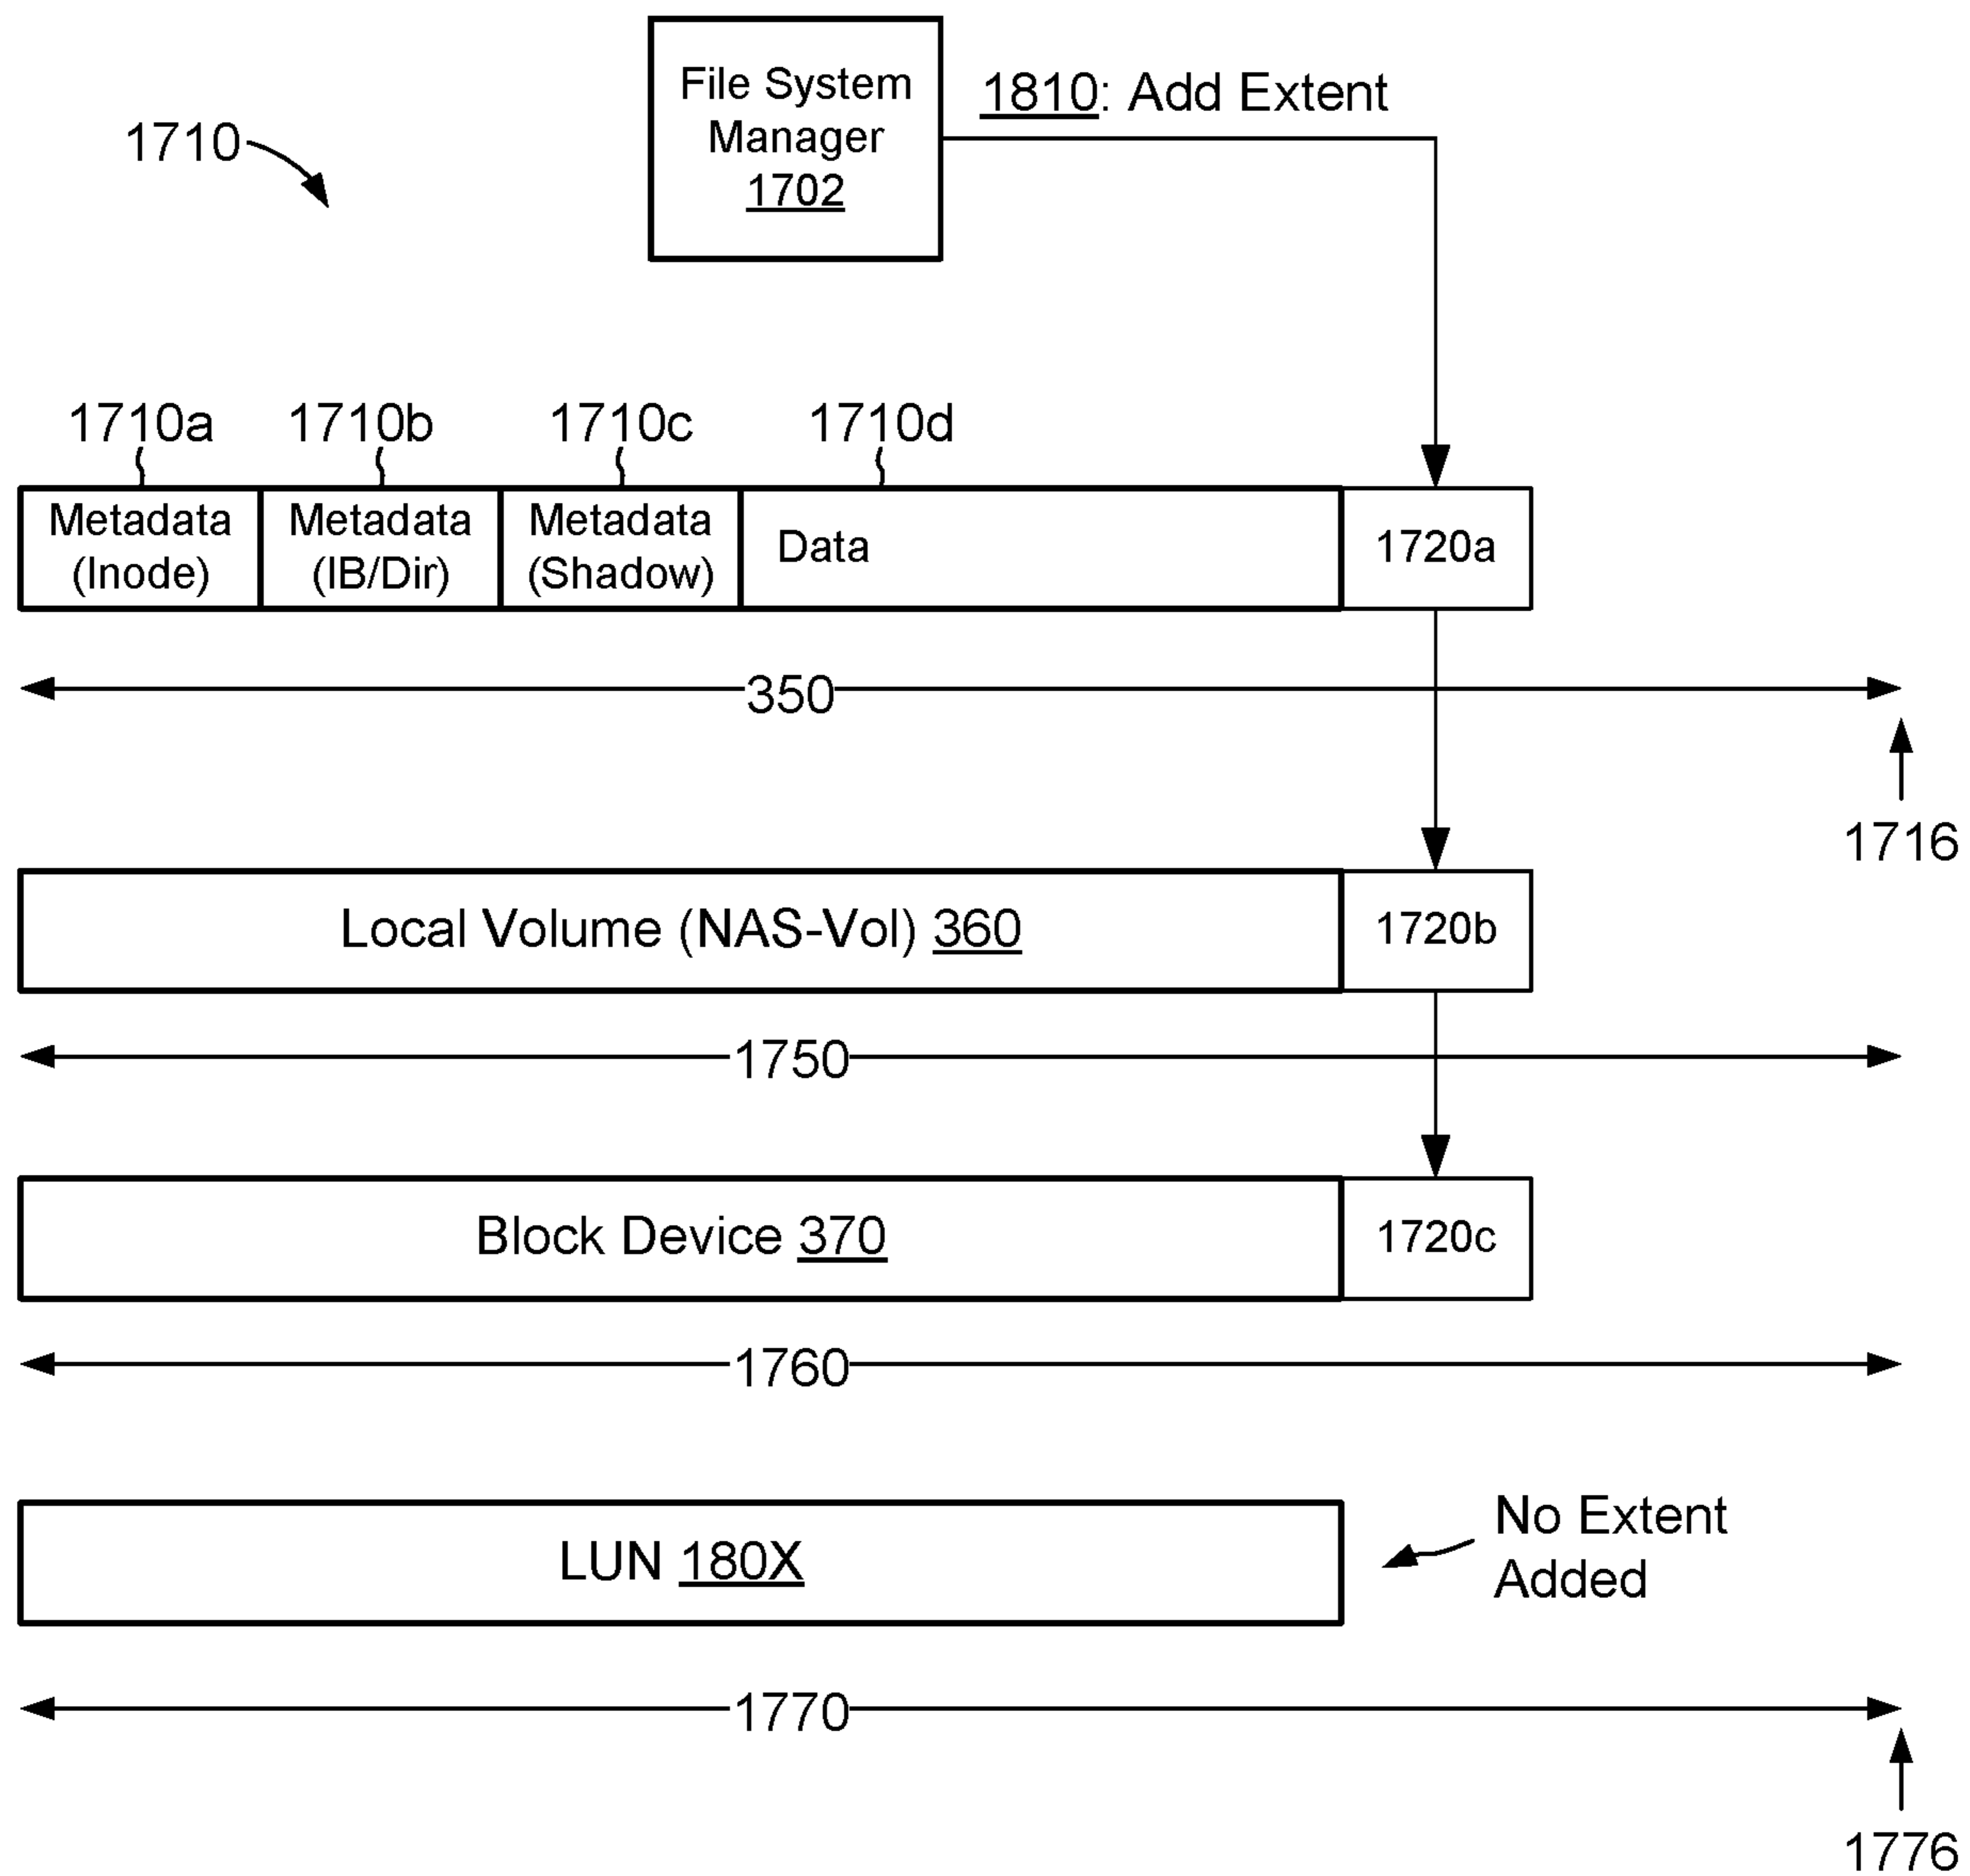 File System
Manager
1702
1810: Add Extent
1710
1710a
1710b
1710c
1710d
Metadata
(Inode)
Metadata
(IB/Dir)
Metadata
(Shadow)
Data
1720a
350
1716
Local Volume (NAS-Vol) 360
1720b
1750
Block Device 370
1720c
1760
LUN 180X
No Extent
Added
1770
1776